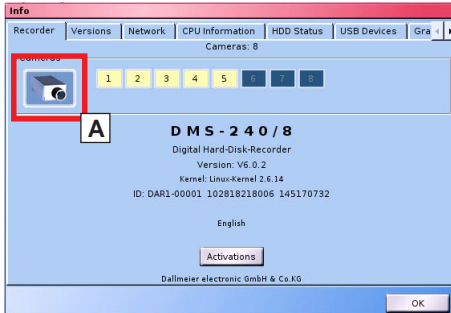 Info
Recorder Versions Network CPU Information HDD Status USB Devices Gra
Cameras: 8
Cameras
1 2 3 4 5 6 7 8
A
DMS-240/8
Digital Hard-Disk-Recorder
Version: V6.0.2
Kernel: Linux-Kernel 2.6.14
ID: DAR1-00001 102818218006 145170732
English
Activations
Dallmeier electronic GmbH & Co.KG
OK